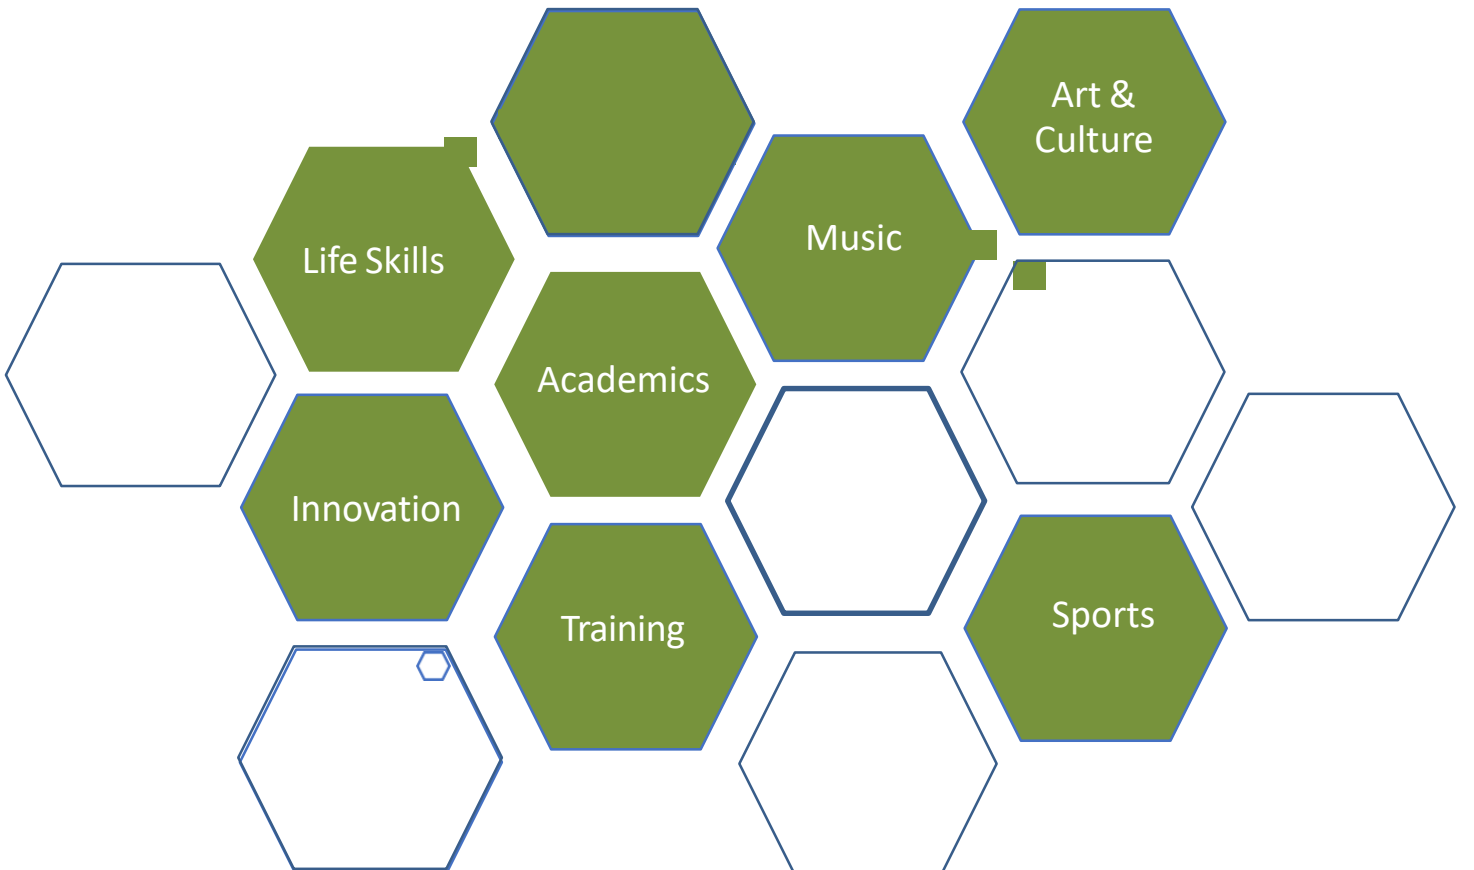 Art &
Culture
Music
Life Skills
Academics
Innovation
Training
Sports